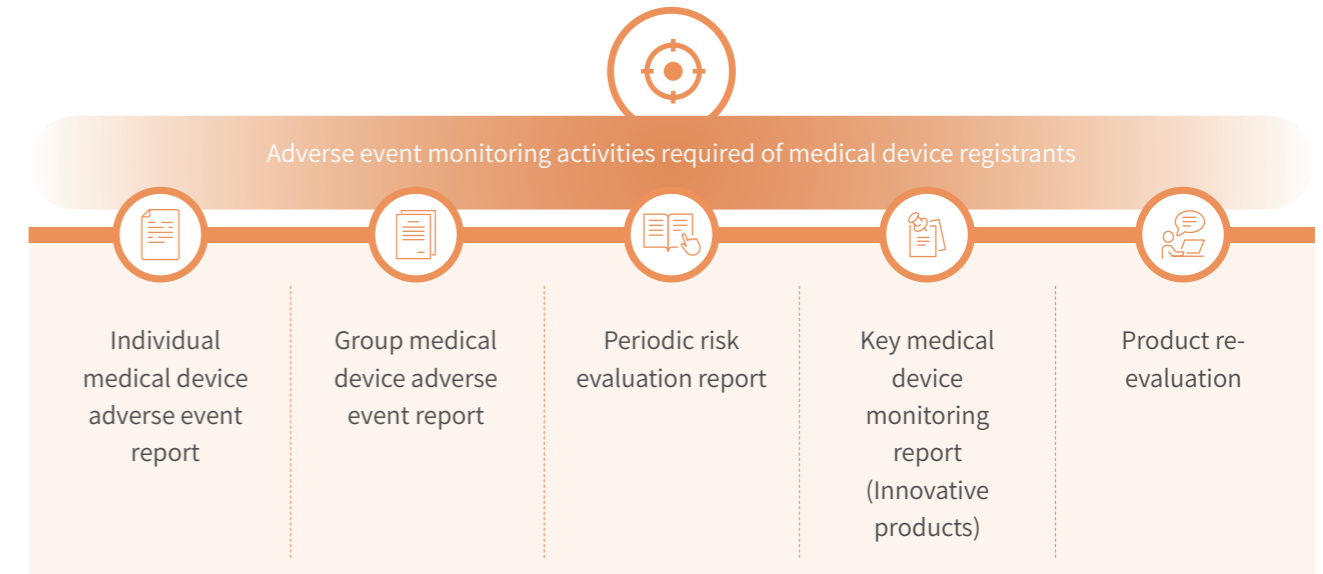 Adverse event monitoring activities required of medical device registrants
Individual
medical device
adverse event
report
Group medical
device adverse
event report
Periodic risk
evaluation report
Key medical
device
monitoring
report
(Innovative
products)
Product re-
evaluation